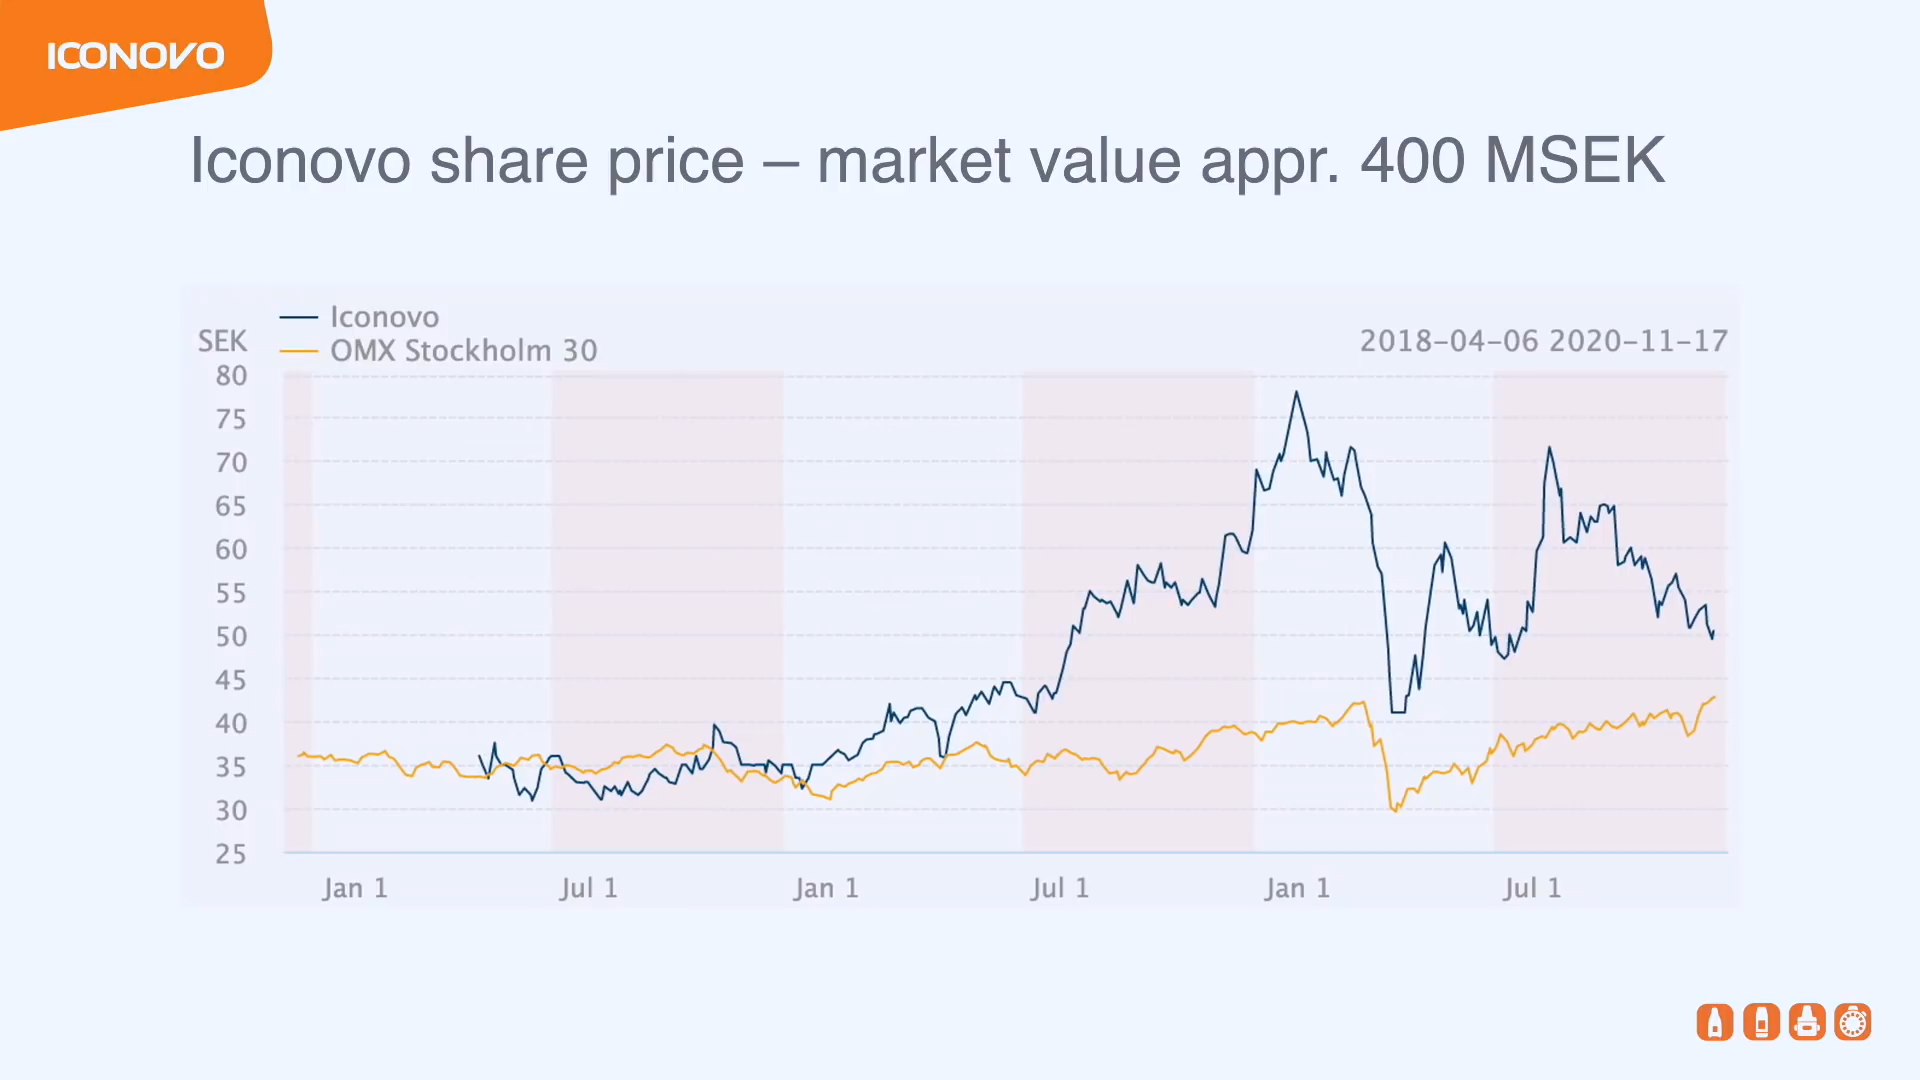 ICONOVO
Iconovo share price – market value appr. 400 MSEK
Iconovo
SEK
OMX Stockholm 30
2018-04-06 2020-11-17
80
75
70
65
60
55
50
45
40
35
30
25
Jan 1 Jul 1 Jan 1 Jul 1 Jan 1 Jul 1